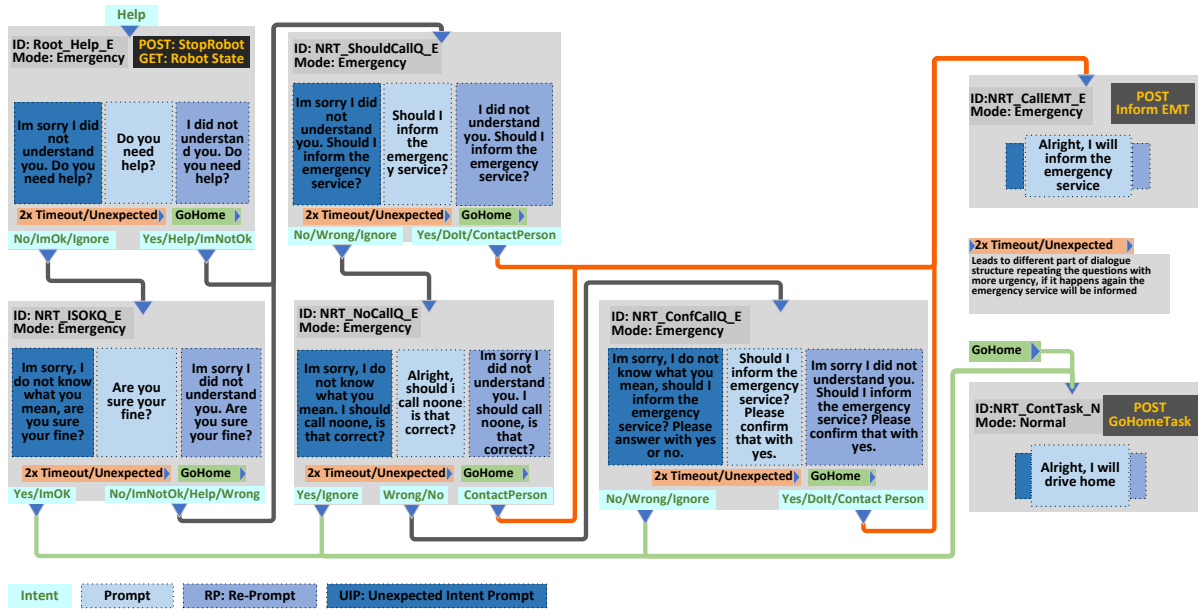 Help
ID: Root_Help_E
Mode: Emergency
POST: StopRobot
GET: Robot State
Im sorry I did
not
understand
you. Do you
need help?
Do you
need
help?
I did not
understan
d you. Do
you need
help?
2x Timeout/Unexpected
GoHome
No/ImOk/Ignore
Yes/Help/ImNotOk
ID: NRT_ShouldCallQ_E
Mode: Emergency
Im sorry I did
not
understand
you. Should I
inform the
emergency
service?
Should I
inform
the
emergenc
y service?
I did not
understand
you. Should I
inform the
emergency
service?
2x Timeout/Unexpected
GoHome
No/Wrong/Ignore
Yes/DoIt/ContactPerson
ID:NRT_CallEMT_E
Mode: Emergency
POST
Inform EMT
Alright, I will
inform the
emergency
service
2x Timeout/Unexpected
Leads to different part of dialogue
structure repeating the questions with
more urgency, if it happens again the
emergency service will be informed
ID: NRT_ISOKQ_E
Mode: Emergency
Im sorry, I
do not know
what you
mean, are
you sure
your fine?
Are you
sure your
fine?
Im sorry I
did not
understand
you. Are
you sure
your fine?
2x Timeout/Unexpected
GoHome
Yes/ImOK
No/ImNotOk/Help/Wrong
ID: NRT_NoCallQ_E
Mode: Emergency
Im sorry, I
do not know
what you
mean. I should
call noone, is
that correct?
Alright,
should i
call noone
is that
correct?
Im sorry I
did not
understand
you. I
should call
noone, is
that
correct?
2x Timeout/Unexpected
GoHome
Yes/Ignore
Wrong/No
ContactPerson
ID: NRT_ConfCallQ_E
Mode: Emergency
Im sorry, I do not
know what you
mean, should I
inform the
emergency
service? Please
answer with yes
or no.
Should I
inform the
emergency
service?
Please
confirm
that with
yes.
Im sorry I did not
understand you.
Should I inform
the emergency
service? Please
confirm that with
yes.
2x Timeout/Unexpected
GoHome
No/Wrong/Ignore
Yes/DoIt/Contact Person
GoHome
ID:NRT_ContTask_N
Mode: Normal
POST
GoHomeTask
Alright, I will
drive home
Intent
Prompt
RP: Re-Prompt
UIP: Unexpected Intent Prompt